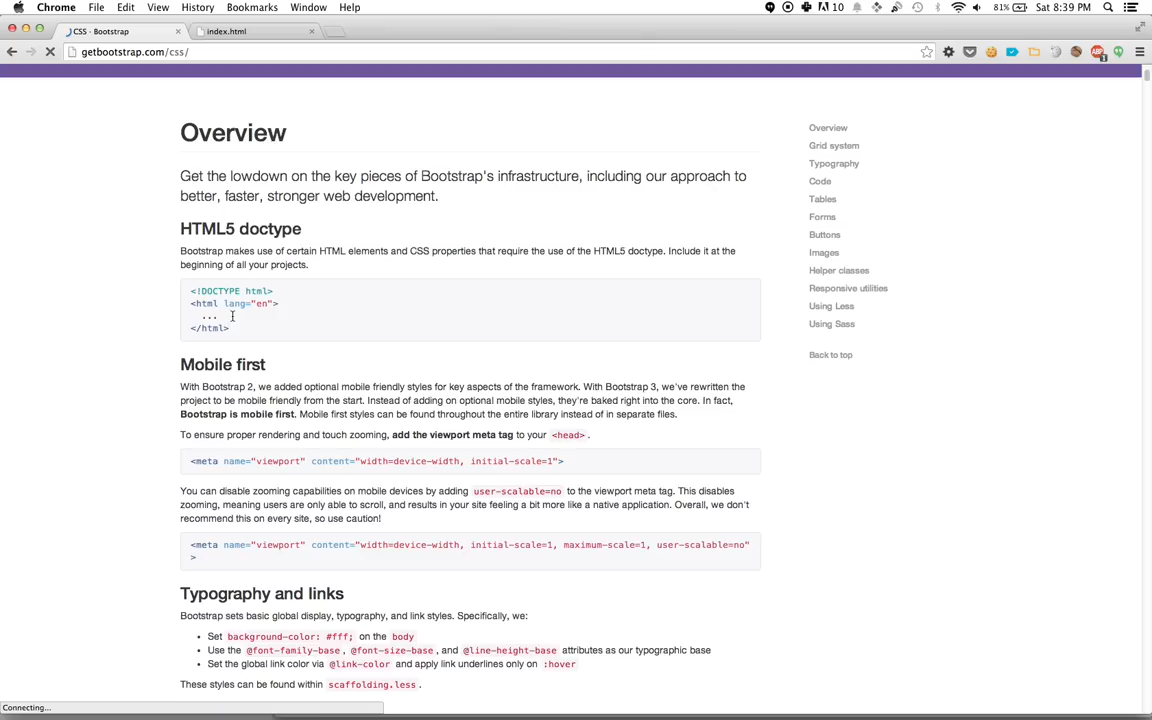 Chrome File Edit View History Bookmarks Window Help 10 81% Sat 8:39 PM
CSS · Bootstrap index.html
getbootstrap.com/css/
Overview
Get the lowdown on the key pieces of Bootstrap's infrastructure, including our approach to
better, faster, stronger web development.
HTML5 doctype
Bootstrap makes use of certain HTML elements and CSS properties that require the use of the HTML5 doctype. Include it at the
beginning of all your projects.
<!DOCTYPE html>
<html lang="en">
...
</html>
Mobile first
With Bootstrap 2, we added optional mobile friendly styles for key aspects of the framework. With Bootstrap 3, we've rewritten the
project to be mobile friendly from the start. Instead of adding on optional mobile styles, they're baked right into the core. In fact,
Bootstrap is mobile first. Mobile first styles can be found throughout the entire library instead of in separate files.
To ensure proper rendering and touch zooming, add the viewport meta tag to your <head>.
<meta name="viewport" content="width=device-width, initial-scale=1">
You can disable zooming capabilities on mobile devices by adding user-scalable=no to the viewport meta tag. This disables
zooming, meaning users are only able to scroll, and results in your site feeling a bit more like a native application. Overall, we don't
recommend this on every site, so use caution!
<meta name="viewport" content="width=device-width, initial-scale=1, maximum-scale=1, user-scalable=no"
>
Typography and links
Bootstrap sets basic global display, typography, and link styles. Specifically, we:
• Set background-color: #fff; on the body
• Use the @font-family-base, @font-size-base, and @line-height-base attributes as our typographic base
• Set the global link color via @link-color and apply link underlines only on :hover
These styles can be found within scaffolding.less.
Overview
Grid system
Typography
Code
Tables
Forms
Buttons
Images
Helper classes
Responsive utilities
Using Less
Using Sass
Back to top
Connecting...